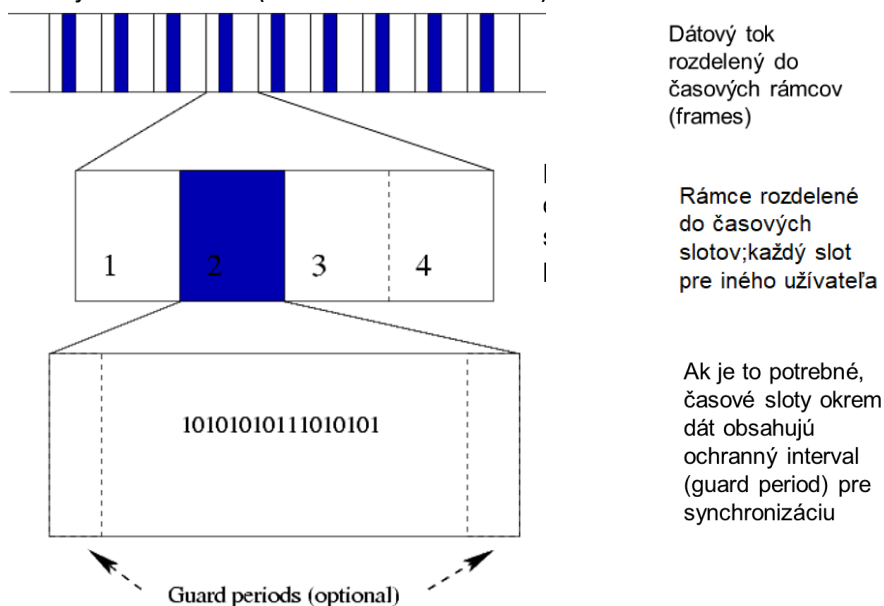 Dátový tok
rozdelený do
časových rámcov
(frames)
1
2
3
4
Rámce rozdelené
do časových
slotov;každý slot
pre iného užívateľa
10101010111010101
Ak je to potrebné,
časové sloty okrem
dát obsahujú
ochranný interval
(guard period) pre
synchronizáciu
Guard periods (optional)